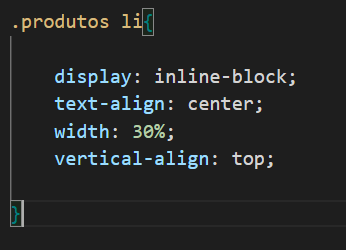 .produtos li{
display: inline-block;
text-align: center;
width: 30%;
vertical-align: top;
}